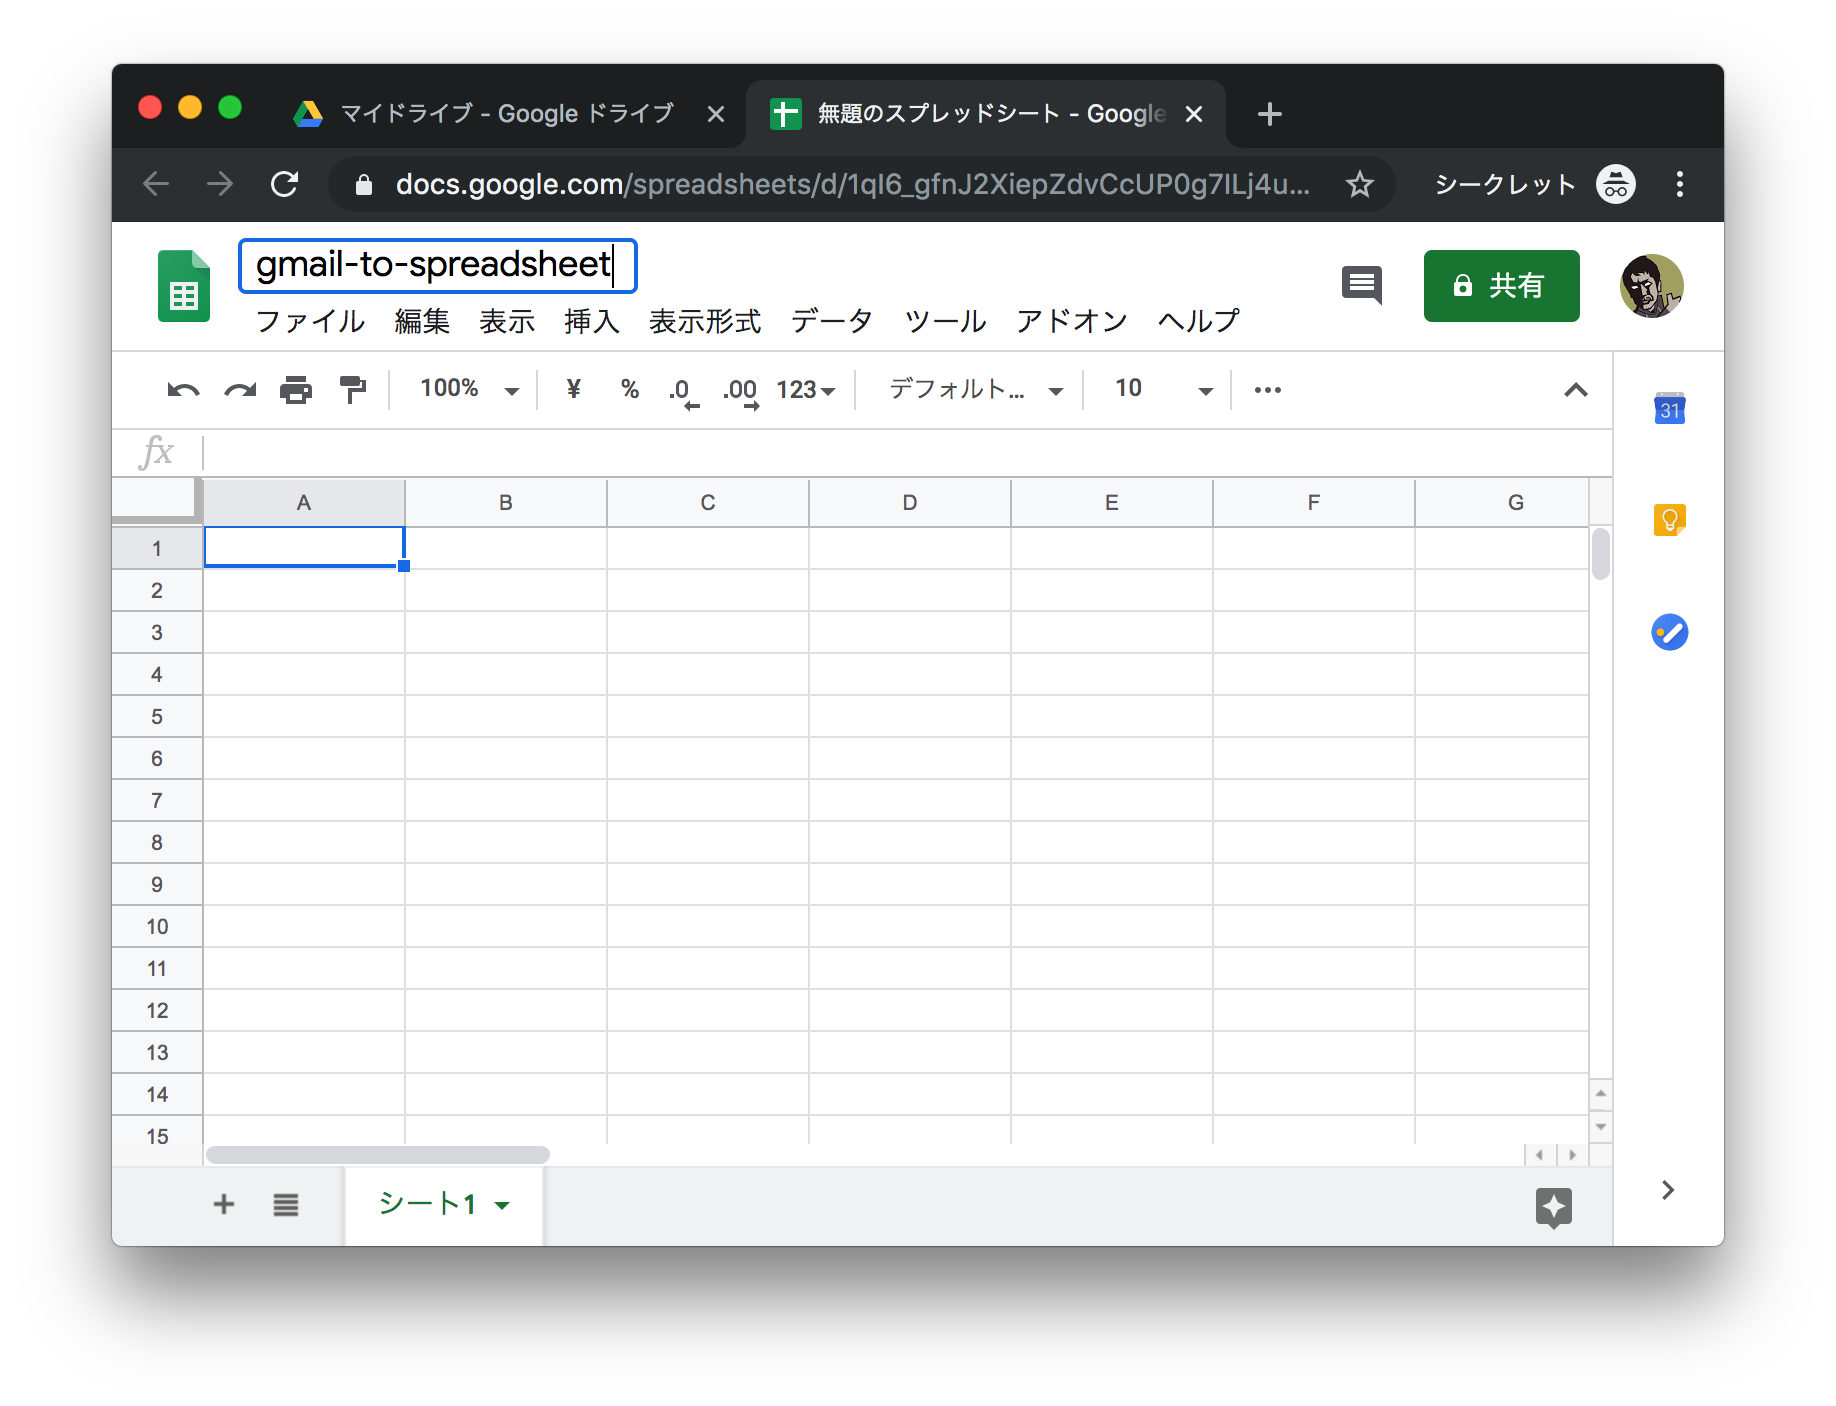 マイドライブ - Google ドライブ
無題のスプレッドシート - Google
docs.google.com/spreadsheets/d/1qI6_gfnJ2XiepZdvCcUP0g7ILj4u...
シークレット
gmail-to-spreadsheet
ファイル 編集 表示 挿入 表示形式 データ ツール アドオン ヘルプ
共有
100% ¥ % .0 .00 123 デフォルト... 10
31
fx
A B C D E F G
1
2
3
4
5
6
7
8
9
10
11
12
13
14
15
シート1